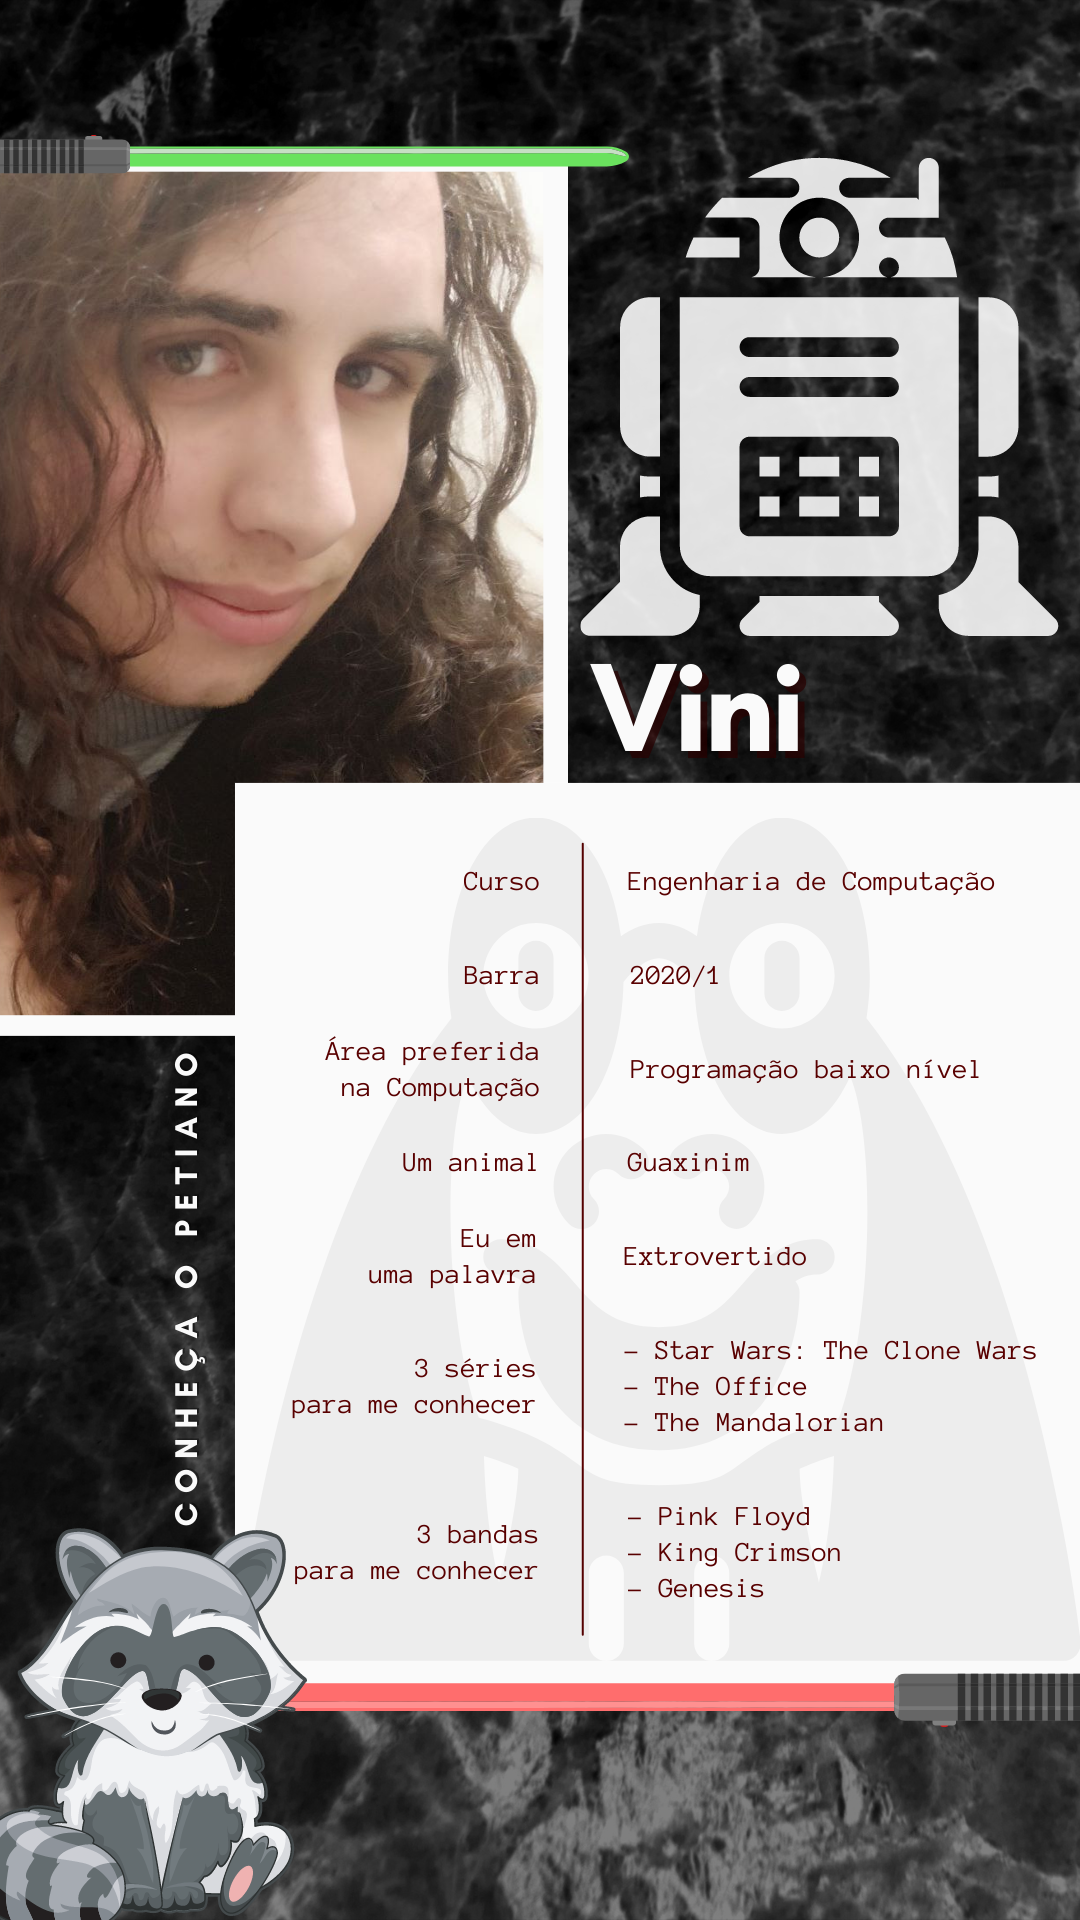 Vini
Curso
Engenharia de Computação
Barra
2020/1
Área preferida
na Computação
Programação baixo nível
Um animal
Guaxinim
Eu em
uma palavra
Extrovertido
3 séries
para me conhecer
– Star Wars: The Clone Wars
– The Office
– The Mandalorian
3 bandas
para me conhecer
– Pink Floyd
– King Crimson
– Genesis
CONHEÇA O PETIANO